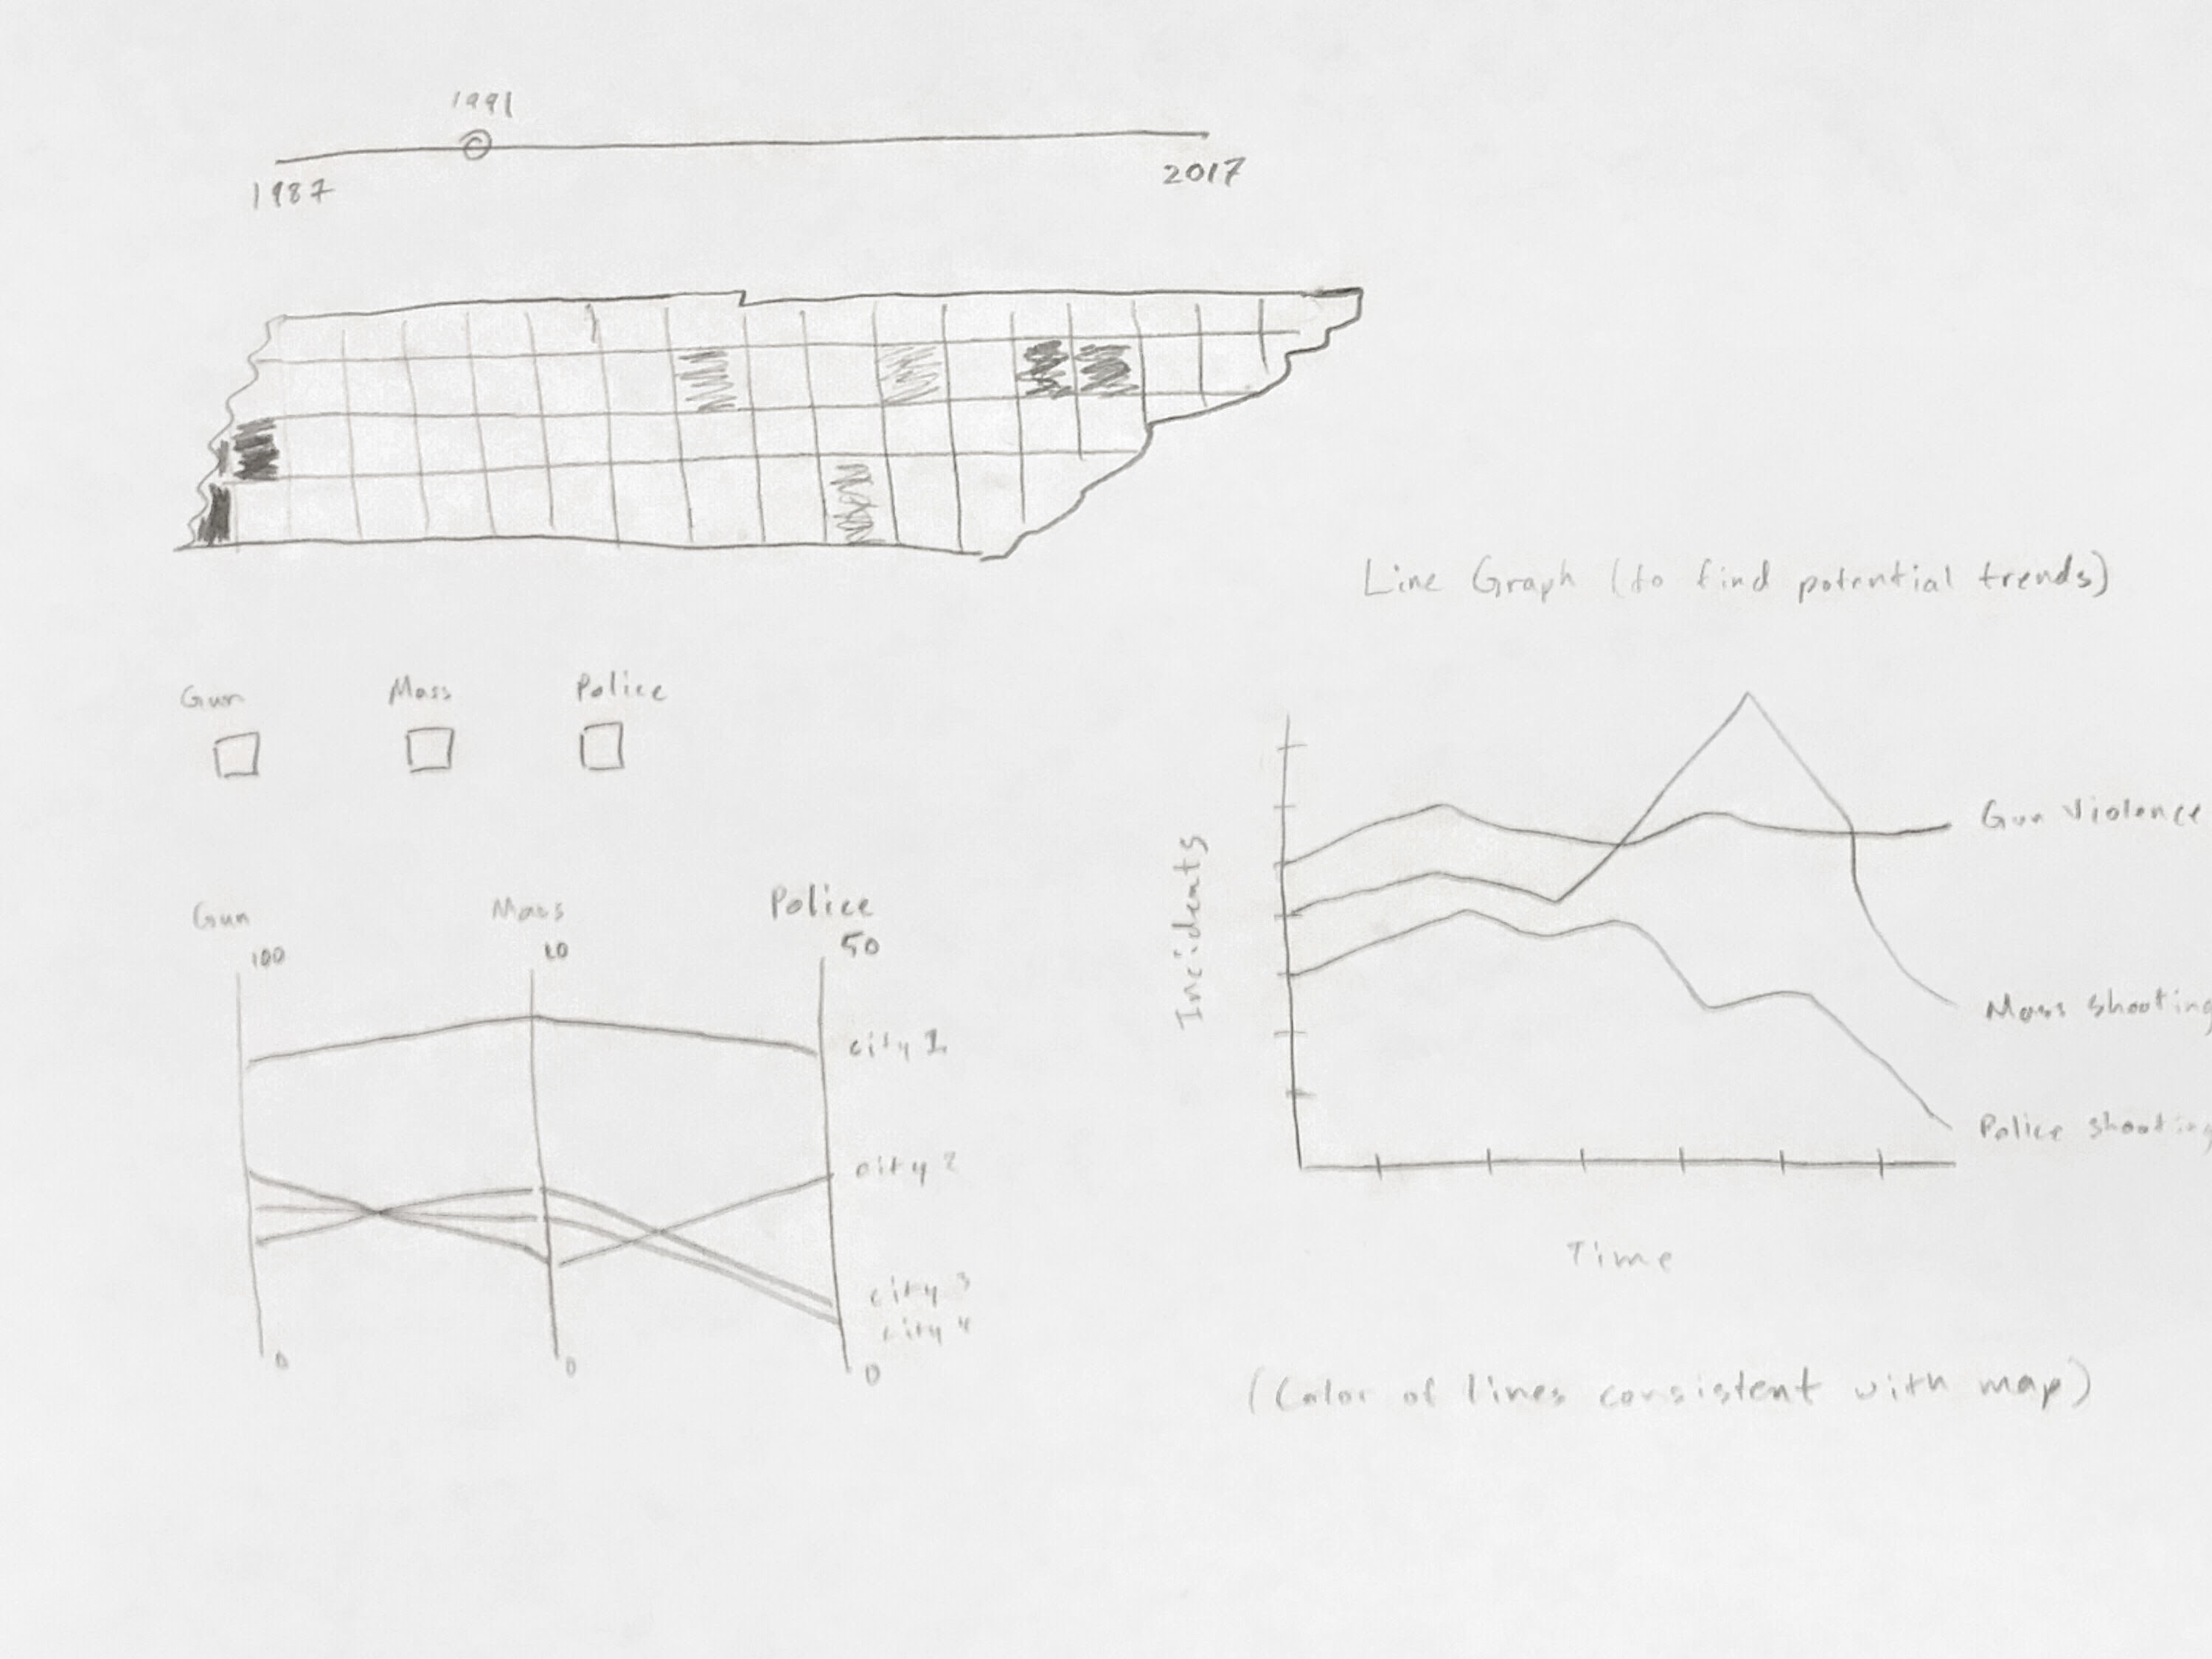 1991
1987
2017
Line Graph (to find potential trends)
Gun Mass Police
Gun Mass Police
100 10 50
city 1
city 2
city 3
city 4
0 0 0
Incidents
Gun Violence
Mass shooting
Police shooting
Time
(Color of lines consistent with map)